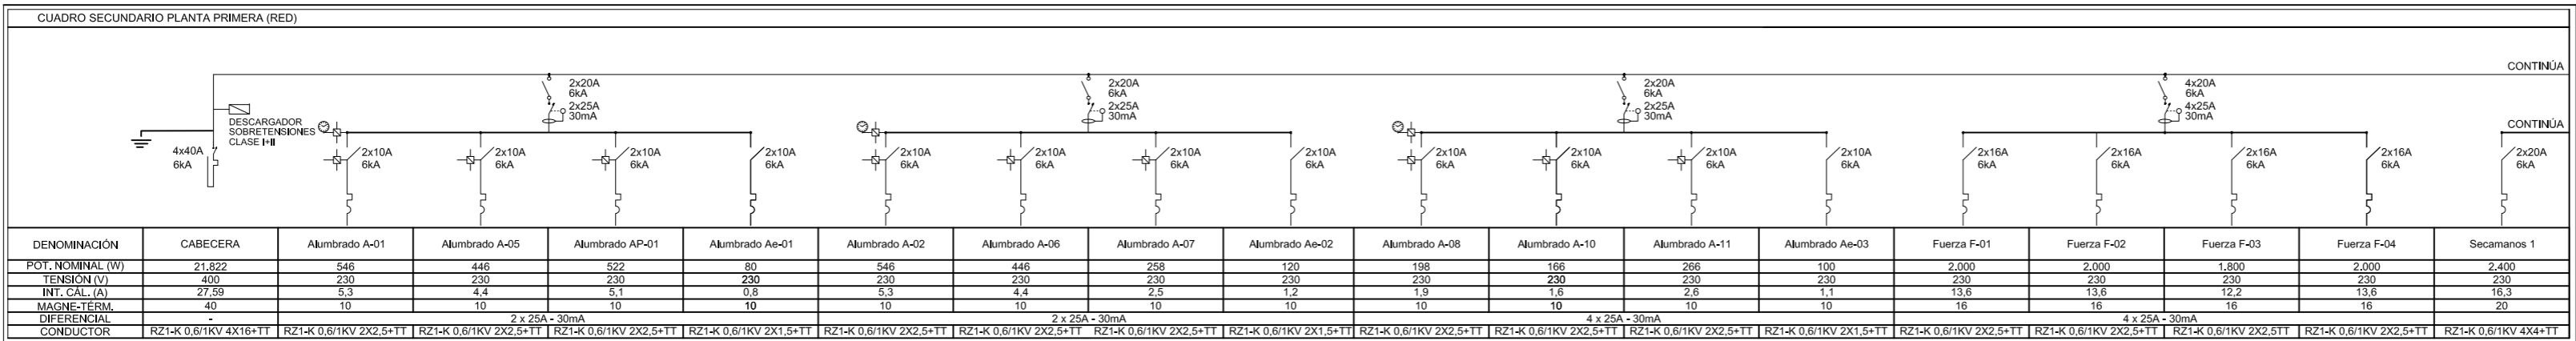 CUADRO SECUNDARIO PLANTA PRIMERA (RED)
CONTINÚA
2x20A
6kA
2x25A
30mA
2x20A
6kA
2x25A
30mA
2x20A
6kA
2x25A
30mA
4x20A
6kA
4x25A
30mA
DESCARGADOR
SOBRETENSIONES
CLASE I+II
CONTINÚA
4x40A
6kA
2x10A
6kA
2x10A
6kA
2x10A
6kA
2x10A
6kA
2x10A
6kA
2x10A
6kA
2x10A
6kA
2x10A
6kA
2x10A
6kA
2x10A
6kA
2x10A
6kA
2x10A
6kA
2x16A
6kA
2x16A
6kA
2x16A
6kA
2x16A
6kA
2x20A
6kA
DENOMINACIÓN CABECERA Alumbrado A-01 Alumbrado A-05 Alumbrado AP-01 Alumbrado Ae-01 Alumbrado A-02 Alumbrado A-06 Alumbrado A-07 Alumbrado Ae-02 Alumbrado A-08 Alumbrado A-10 Alumbrado A-11 Alumbrado Ae-03 Fuerza F-01 Fuerza F-02 Fuerza F-03 Fuerza F-04 Secamanos 1
POT. NOMINAL (W) 21.822 546 446 522 80 546 446 258 120 198 166 266 100 2.000 2.000 1.800 2.000 2.400
TENSIÓN (V) 400 230 230 230 230 230 230 230 230 230 230 230 230 230 230 230 230 230
INT. CÁL. (A) 27,59 5,3 4,4 5,1 0,8 5,3 4,4 2,5 1,2 1,9 1,6 2,6 1,1 13,6 13,6 12,2 13,6 16,3
MAGNE-TÉRM. 40 10 10 10 10 10 10 10 10 10 10 10 10 16 16 16 16 20
DIFERENCIAL - 2 x 25A - 30mA 2 x 25A - 30mA 4 x 25A - 30mA 4 x 25A - 30mA
CONDUCTOR RZ1-K 0,6/1KV 4X16+TT RZ1-K 0,6/1KV 2X2,5+TT RZ1-K 0,6/1KV 2X2,5+TT RZ1-K 0,6/1KV 2X2,5+TT RZ1-K 0,6/1KV 2X1,5+TT RZ1-K 0,6/1KV 2X2,5+TT RZ1-K 0,6/1KV 2X2,5+TT RZ1-K 0,6/1KV 2X2,5+TT RZ1-K 0,6/1KV 2X1,5+TT RZ1-K 0,6/1KV 2X2,5+TT RZ1-K 0,6/1KV 2X2,5+TT RZ1-K 0,6/1KV 2X2,5+TT RZ1-K 0,6/1KV 2X1,5+TT RZ1-K 0,6/1KV 2X2,5+TT RZ1-K 0,6/1KV 2X2,5+TT RZ1-K 0,6/1KV 2X2,5TT RZ1-K 0,6/1KV 2X2,5+TT RZ1-K 0,6/1KV 4X4+TT